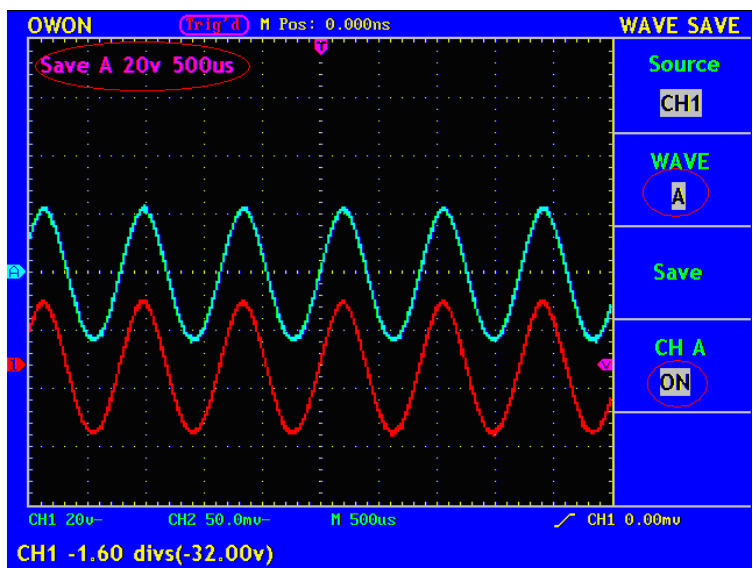 OWON Trig'd M Pos: 0.000ns WAVE SAVE
T
Save A 20v 500us
Source
CH1
WAVE
A
A
Save
1
V
CH A
ON
CH1 20v~ CH2 50.0mv~ M 500us CH1 0.00mv
CH1 -1.60 divs(-32.00v)